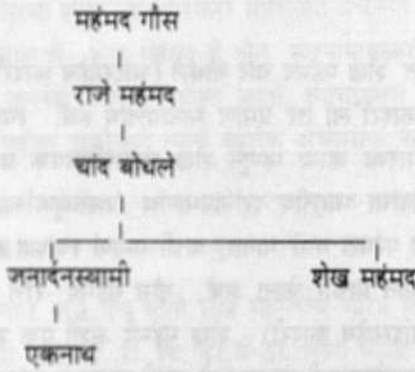 महंमद गौस
राजे महंमद
चाँद बोधले
जनार्दनस्वामी शेख महंमद
एकनाथ